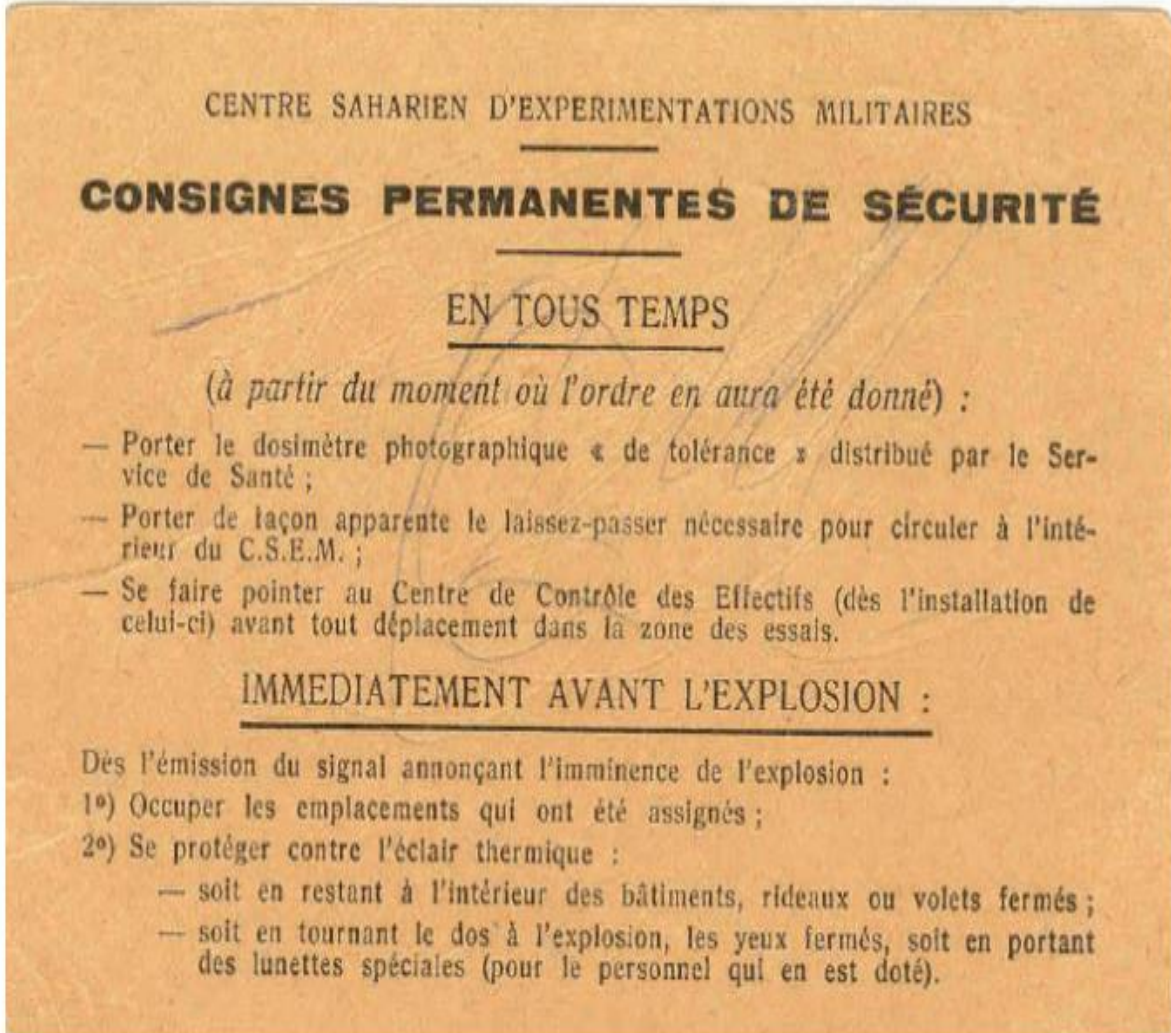 CENTRE SAHARIEN D'EXPERIMENTATIONS MILITAIRES
CONSIGNES PERMANENTES DE SÉCURITÉ
EN TOUS TEMPS
(à partir du moment où l'ordre en aura été donné) :
— Porter le dosimètre photographique « de tolérance » distribué par le Ser-
vice de Santé ;
— Porter de façon apparente le laissez-passer nécessaire pour circuler à l'inté-
rieur du C.S.E.M. ;
— Se faire pointer au Centre de Contrôle des Effectifs (dès l'installation de
celui-ci) avant tout déplacement dans la zone des essais.
IMMEDIATEMENT AVANT L'EXPLOSION :
Dès l'émission du signal annonçant l'imminence de l'explosion :
1°) Occuper les emplacements qui ont été assignés ;
2°) Se protéger contre l'éclair thermique :
— soit en restant à l'intérieur des bâtiments, rideaux ou volets fermés ;
— soit en tournant le dos à l'explosion, les yeux fermés, soit en portant
des lunettes spéciales (pour le personnel qui en est doté).